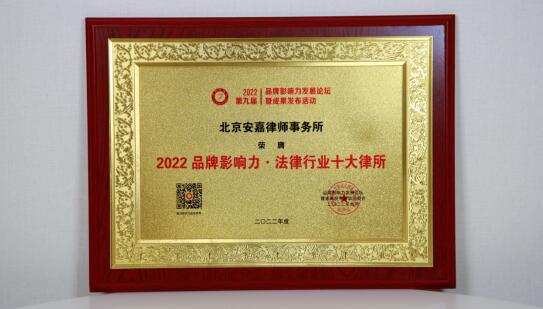 2022
第九届
品牌影响力发展论坛
暨成果发布活动
北京安嘉律师事务所
荣膺
2022 品牌影响力·法律行业十大律所
二〇二二年度